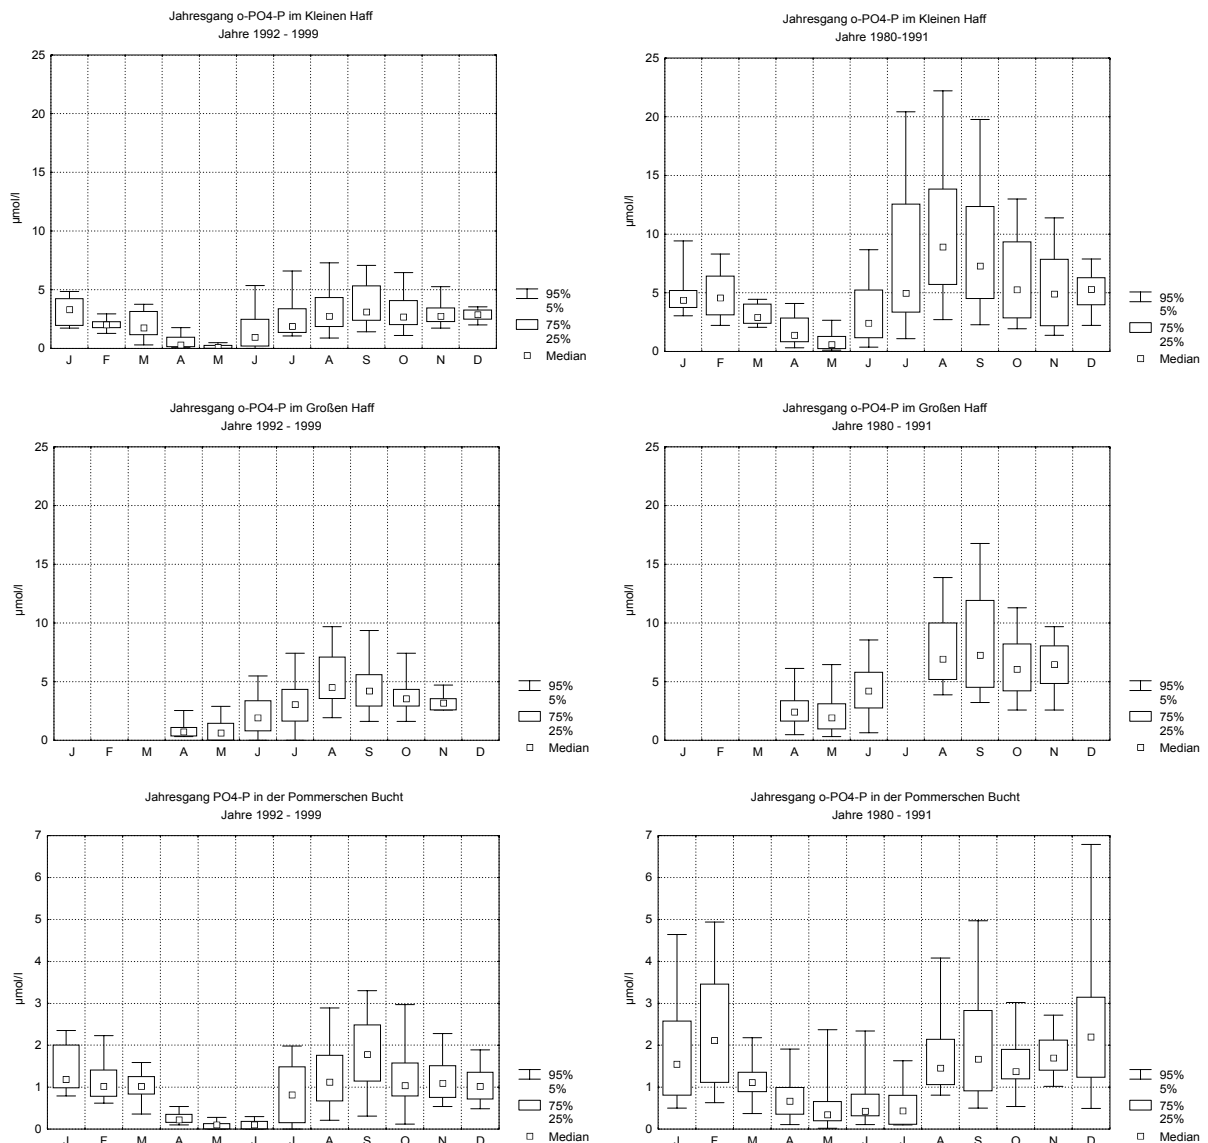 Jahresgang o-PO4-P im Kleinen Haff
Jahre 1992 - 1999
25
20
15
10
5
0
µmol/l
J F M A M J J A S O N D
95%
5%
75%
25%
Median
Jahresgang o-PO4-P im Kleinen Haff
Jahre 1980-1991
25
20
15
10
5
0
µmol/l
J F M A M J J A S O N D
95%
5%
75%
25%
Median
Jahresgang o-PO4-P im Großen Haff
Jahre 1992 - 1999
25
20
15
10
5
0
µmol/l
J F M A M J J A S O N D
95%
5%
75%
25%
Median
Jahresgang o-PO4-P im Großen Haff
Jahre 1980 - 1991
25
20
15
10
5
0
µmol/l
J F M A M J J A S O N D
95%
5%
75%
25%
Median
Jahresgang PO4-P in der Pommerschen Bucht
Jahre 1992 - 1999
7
6
5
4
3
2
1
0
µmol/l
J F M A M J J A S O N D
95%
5%
75%
25%
Median
Jahresgang o-PO4-P in der Pommerschen Bucht
Jahre 1980 - 1991
7
6
5
4
3
2
1
0
µmol/l
J F M A M J J A S O N D
95%
5%
75%
25%
Median